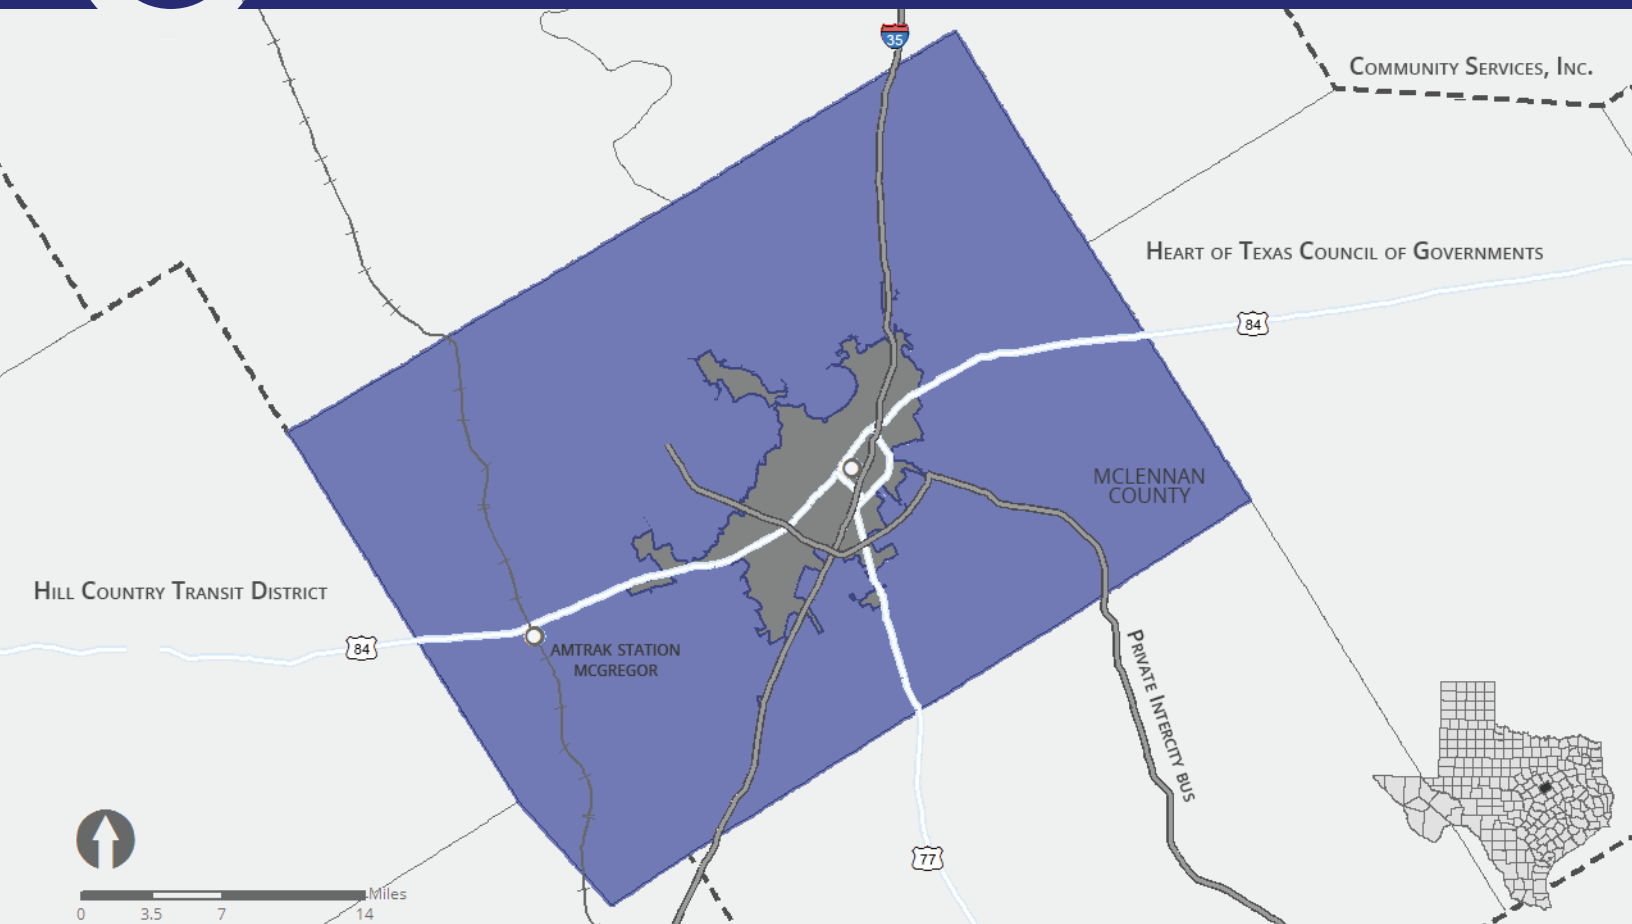 35
COMMUNITY SERVICES, INC.
HEART OF TEXAS COUNCIL OF GOVERNMENTS
84
MCLENNAN
COUNTY
HILL COUNTRY TRANSIT DISTRICT
84
AMTRAK STATION
MCGREGOR
PRIVATE INTERCITY BUS
77
Miles
0 3.5 7 14